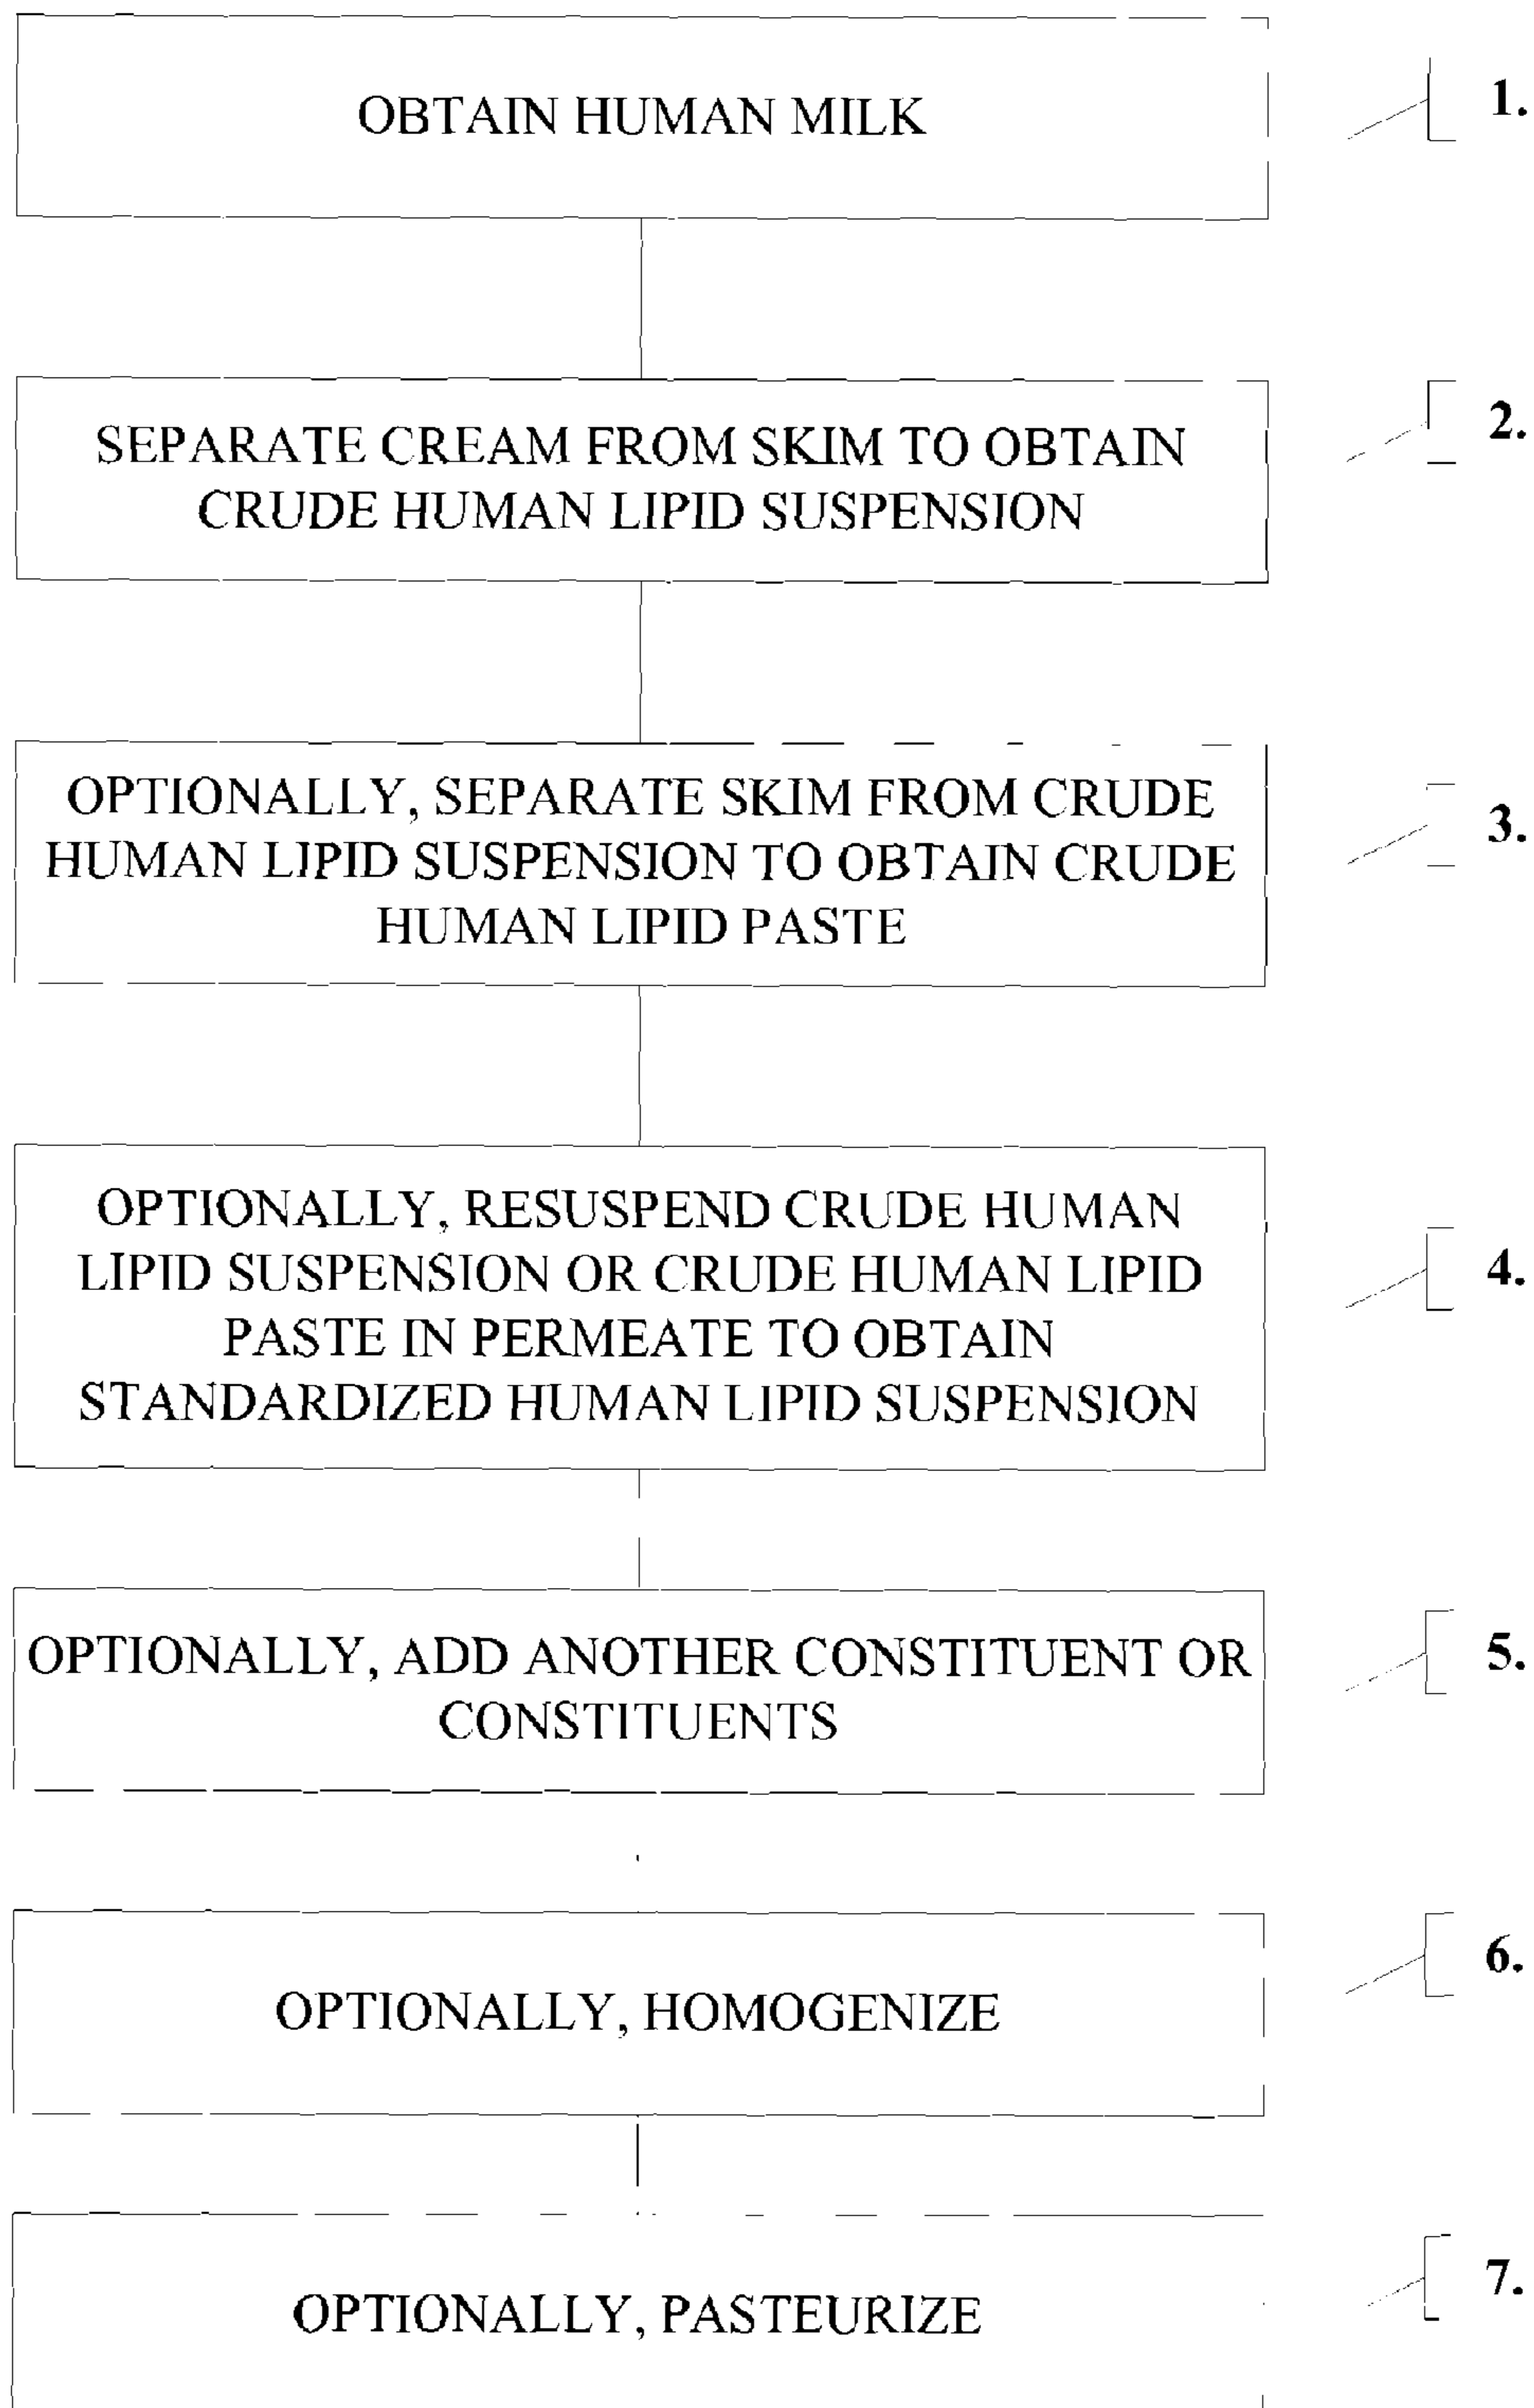 OBTAIN HUMAN MILK
1.
SEPARATE CREAM FROM SKIM TO OBTAIN
CRUDE HUMAN LIPID SUSPENSION
2.
OPTIONALLY, SEPARATE SKIM FROM CRUDE
HUMAN LIPID SUSPENSION TO OBTAIN CRUDE
HUMAN LIPID PASTE
3.
OPTIONALLY, RESUSPEND CRUDE HUMAN
LIPID SUSPENSION OR CRUDE HUMAN LIPID
PASTE IN PERMEATE TO OBTAIN
STANDARDIZED HUMAN LIPID SUSPENSION
4.
OPTIONALLY, ADD ANOTHER CONSTITUENT OR
CONSTITUENTS
5.
OPTIONALLY, HOMOGENIZE
6.
OPTIONALLY, PASTEURIZE
7.